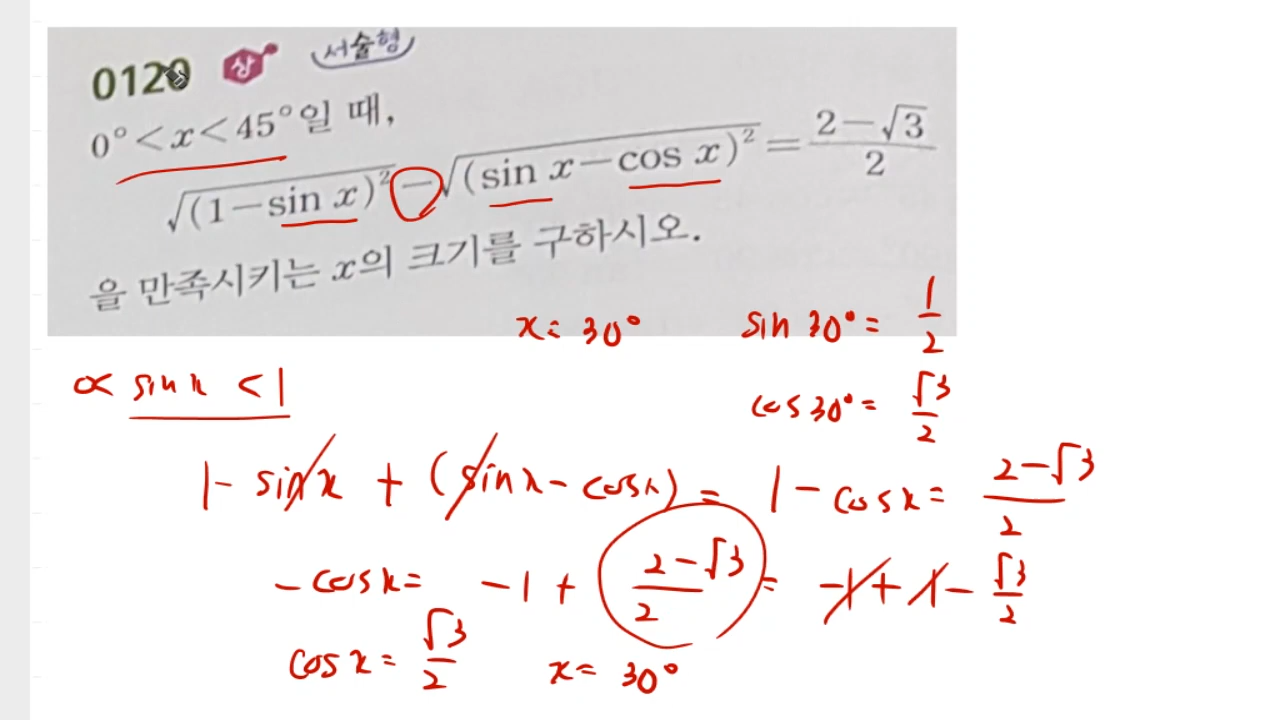 0120 상 서술형
0°<x<45°일 때,
√(1−sin x)² − √(sin x−cos x)² = (2−√3)/2
을 만족시키는 x의 크기를 구하시오.
x = 30° sin 30° = 1/2
∝ sin x < 1
cos 30° = √3/2
1 - sin x + (sin x - cos x) = 1 - cos x = (2-√3)/2
- cos x = -1 + (2-√3)/2 = -1 + 1 - √3/2
cos x = √3/2 x = 30°